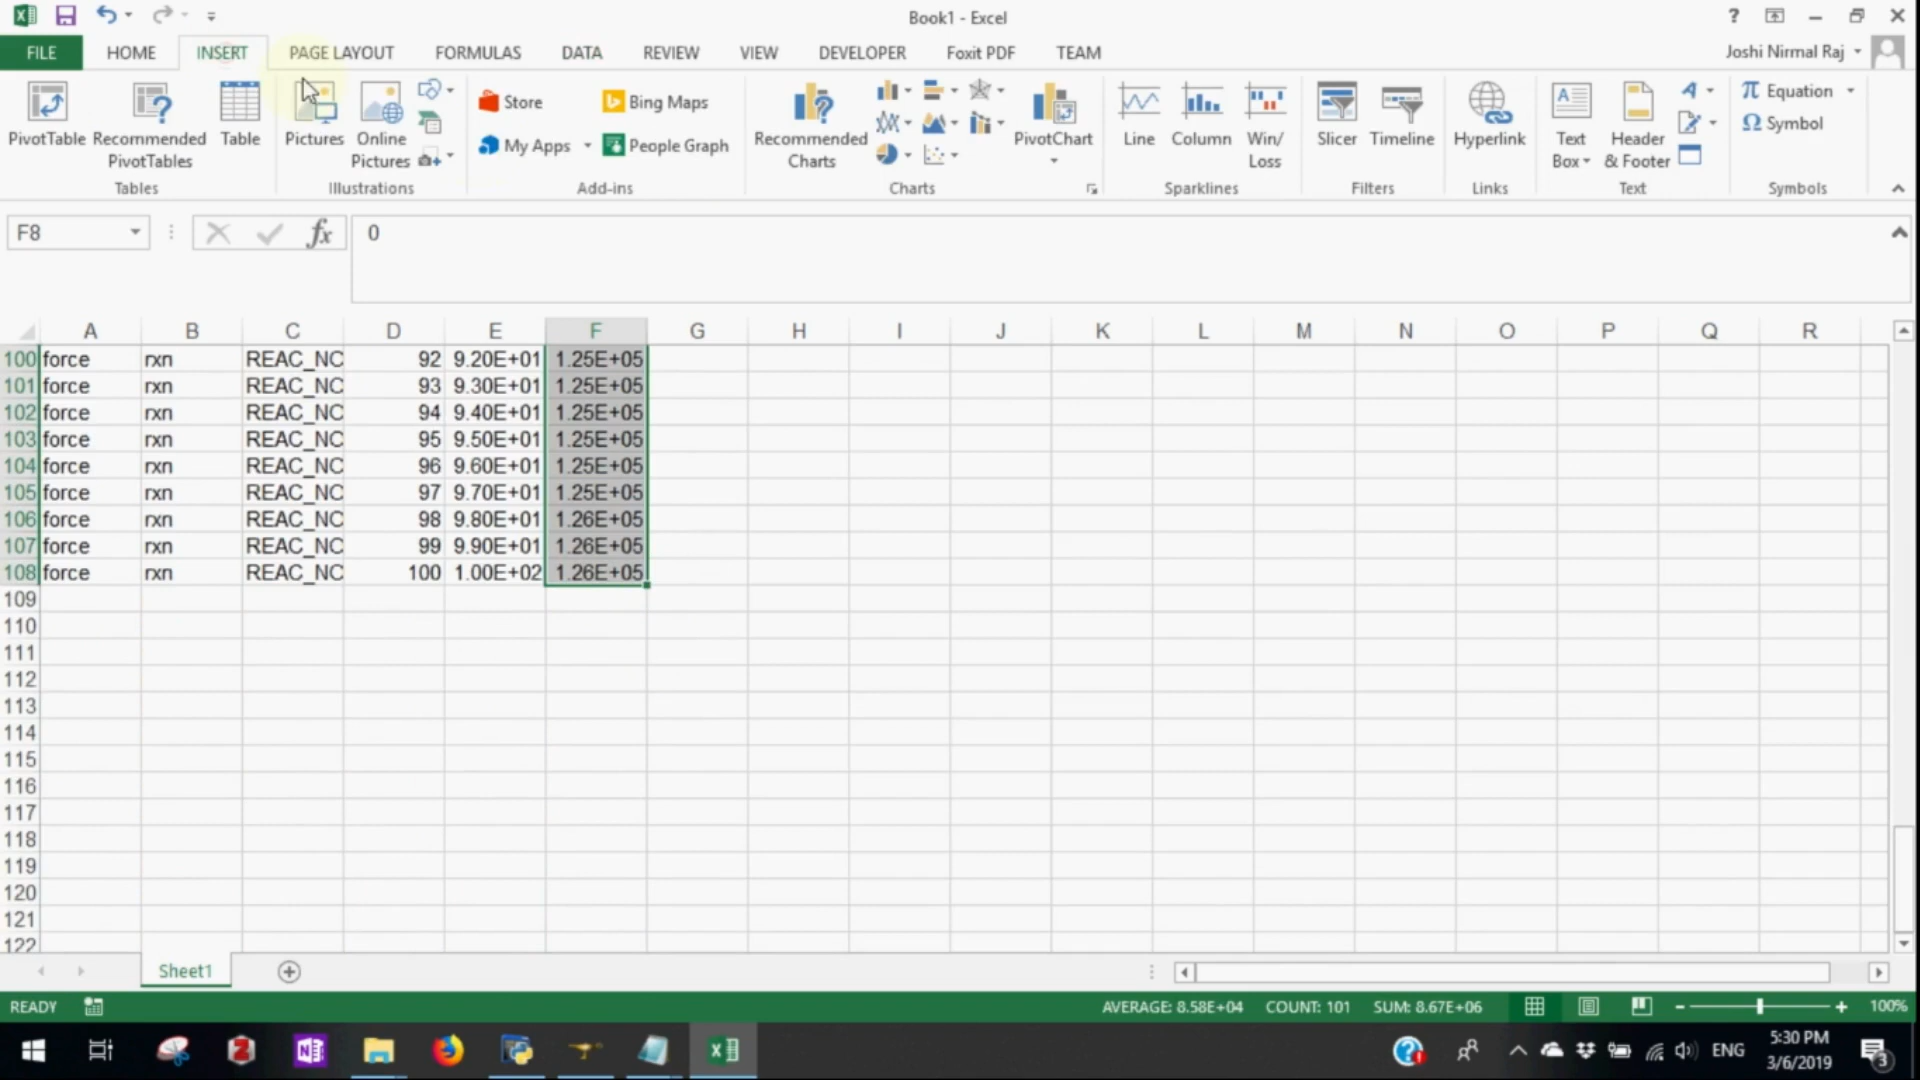 Book1 - Excel
?
FILE HOME INSERT PAGE LAYOUT FORMULAS DATA REVIEW VIEW DEVELOPER Foxit PDF TEAM Joshi Nirmal Raj
PivotTable Recommended PivotTables Table Pictures Online Pictures Store Bing Maps My Apps People Graph Recommended Charts PivotChart Line Column Win/ Loss Slicer Timeline Hyperlink Text Box Header & Footer Equation Symbol
Tables Illustrations Add-ins Charts Sparklines Filters Links Text Symbols
F8 fx 0
A B C D E F G H I J K L M N O P Q R
100 force rxn REAC_NC 92 9.20E+01 1.25E+05
101 force rxn REAC_NC 93 9.30E+01 1.25E+05
102 force rxn REAC_NC 94 9.40E+01 1.25E+05
103 force rxn REAC_NC 95 9.50E+01 1.25E+05
104 force rxn REAC_NC 96 9.60E+01 1.25E+05
105 force rxn REAC_NC 97 9.70E+01 1.25E+05
106 force rxn REAC_NC 98 9.80E+01 1.26E+05
107 force rxn REAC_NC 99 9.90E+01 1.26E+05
108 force rxn REAC_NC 100 1.00E+02 1.26E+05
109
110
111
112
113
114
115
116
117
118
119
120
121
122
Sheet1
READY AVERAGE: 8.58E+04 COUNT: 101 SUM: 8.67E+06 100%
ENG 5:30 PM
3/6/2019 3